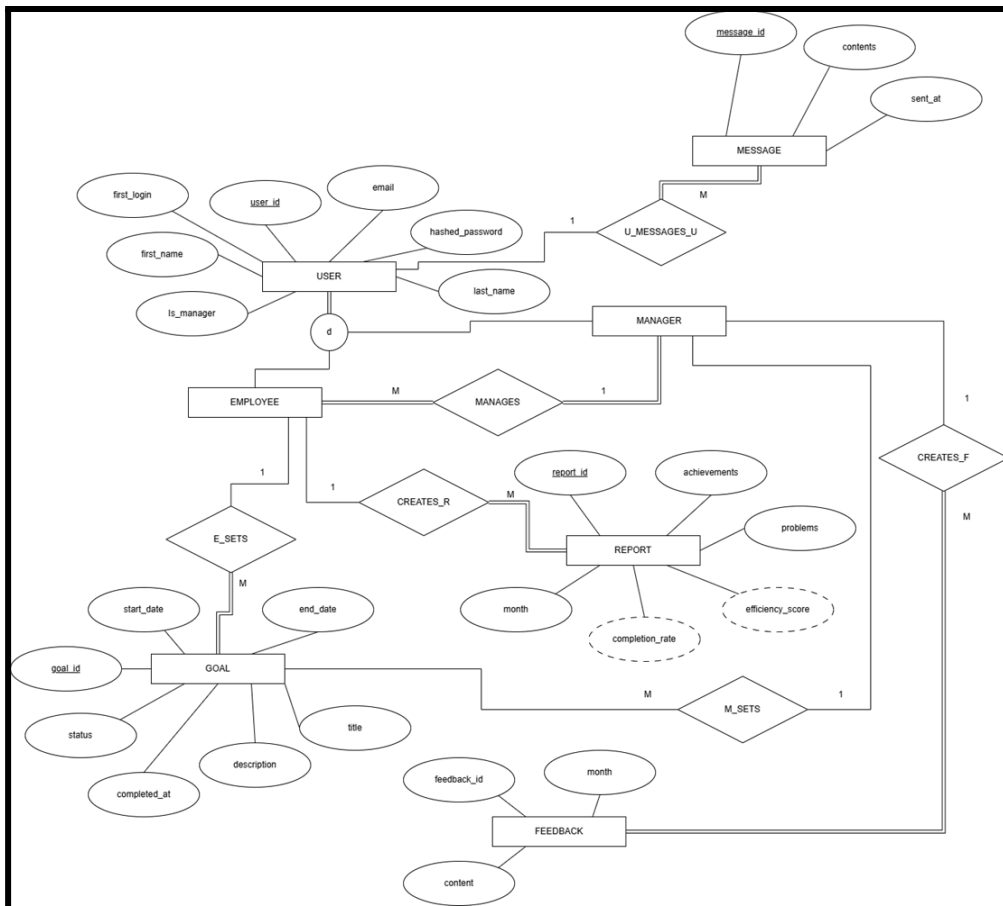 message_id
contents
sent_at
MESSAGE
M
1
U_MESSAGES_U
first_login
user_id
email
hashed_password
first_name
USER
last_name
Is_manager
d
MANAGER
EMPLOYEE
M
MANAGES
1
1
CREATES_F
M
1
1
CREATES_R
M
report_id
achievements
problems
REPORT
month
completion_rate
efficiency_score
E_SETS
M
start_date
end_date
goal_id
GOAL
status
title
description
completed_at
M
M_SETS
1
feedback_id
month
FEEDBACK
content